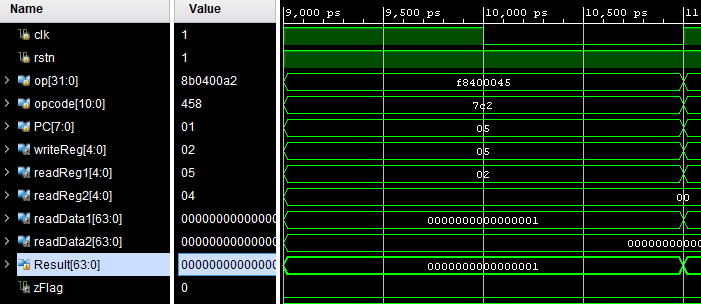 Name Value 9,000 ps 9,500 ps 10,000 ps 10,500 ps 11
clk 1
rstn 1
op[31:0] 8b0400a2 f8400045
opcode[10:0] 458 7c2
PC[7:0] 01 05
writeReg[4:0] 02 05
readReg1[4:0] 05 02
readReg2[4:0] 04 00
readData1[63:0] 00000000000000 0000000000000001
readData2[63:0] 00000000000000 00000000000
Result[63:0] 00000000000000 0000000000000001
zFlag 0